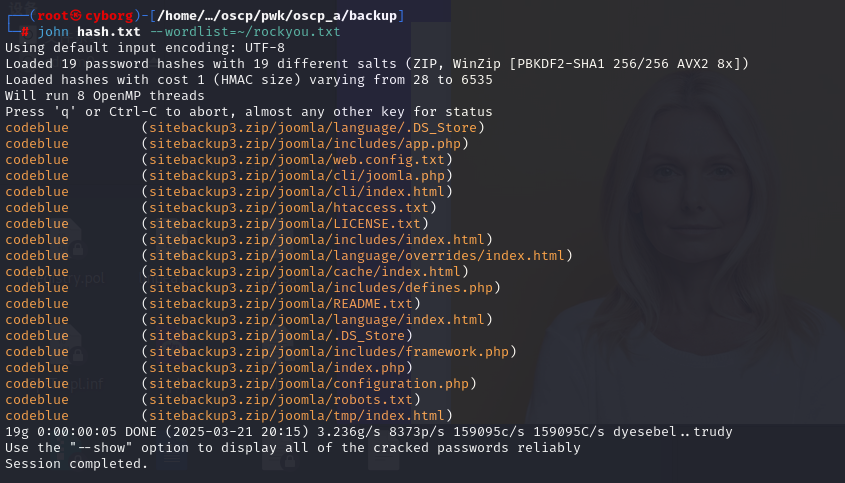 ┌──(root㉿cyborg)-[/home/…/oscp/pwk/oscp_a/backup]
└─# john hash.txt --wordlist=~/rockyou.txt
Using default input encoding: UTF-8
Loaded 19 password hashes with 19 different salts (ZIP, WinZip [PBKDF2-SHA1 256/256 AVX2 8x])
Loaded hashes with cost 1 (HMAC size) varying from 28 to 6535
Will run 8 OpenMP threads
Press 'q' or Ctrl-C to abort, almost any other key for status
codeblue         (sitebackup3.zip/joomla/language/.DS_Store)
codeblue         (sitebackup3.zip/joomla/includes/app.php)
codeblue         (sitebackup3.zip/joomla/web.config.txt)
codeblue         (sitebackup3.zip/joomla/cli/joomla.php)
codeblue         (sitebackup3.zip/joomla/cli/index.html)
codeblue         (sitebackup3.zip/joomla/htaccess.txt)
codeblue         (sitebackup3.zip/joomla/LICENSE.txt)
codeblue         (sitebackup3.zip/joomla/includes/index.html)
codeblue         (sitebackup3.zip/joomla/language/overrides/index.html)
codeblue         (sitebackup3.zip/joomla/cache/index.html)
codeblue         (sitebackup3.zip/joomla/includes/defines.php)
codeblue         (sitebackup3.zip/joomla/README.txt)
codeblue         (sitebackup3.zip/joomla/language/index.html)
codeblue         (sitebackup3.zip/joomla/.DS_Store)
codeblue         (sitebackup3.zip/joomla/includes/framework.php)
codeblue         (sitebackup3.zip/joomla/index.php)
codeblue         (sitebackup3.zip/joomla/configuration.php)
codeblue         (sitebackup3.zip/joomla/robots.txt)
codeblue         (sitebackup3.zip/joomla/tmp/index.html)
19g 0:00:00:05 DONE (2025-03-21 20:15) 3.236g/s 8373p/s 159095c/s 159095C/s dyesebel..trudy
Use the "--show" option to display all of the cracked passwords reliably
Session completed.